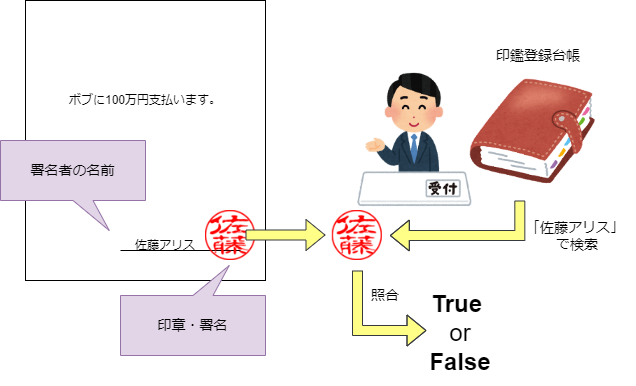 印鑑登録台帳
ボブに100万円支払います。
署名者の名前
受付
佐藤アリス
佐藤
佐藤
「佐藤アリス」
で検索
印章・署名
照合
True
or
False